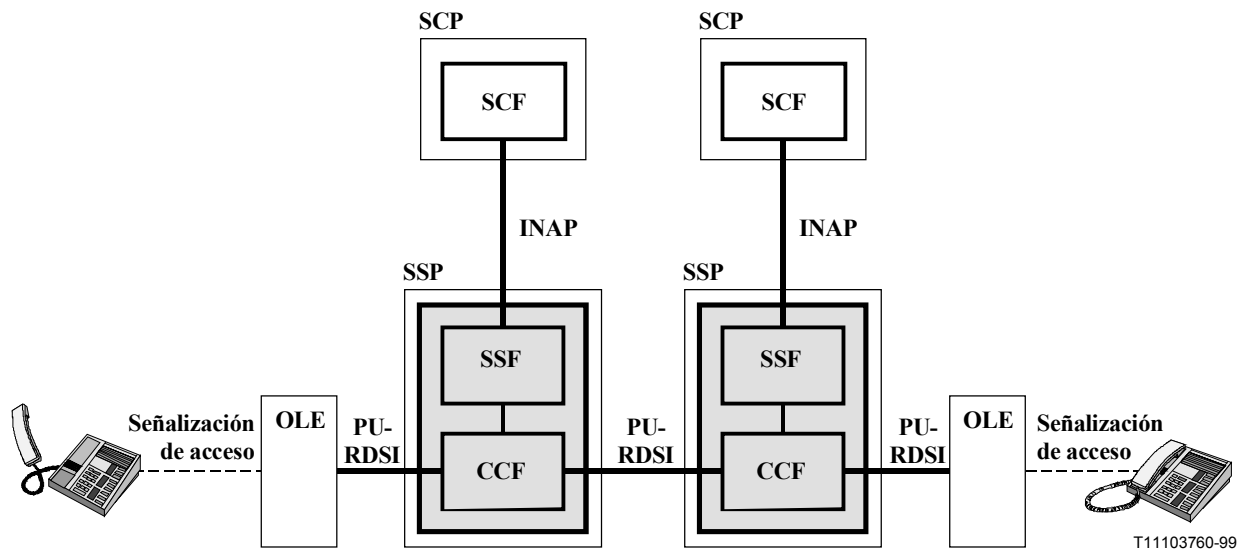 SCP
SCP
SCF
SCF
INAP
INAP
SSP
SSP
SSF
SSF
Señalización
de acceso
OLE
PU-
RDSI
CCF
PU-
RDSI
CCF
PU-
RDSI
OLE
Señalización
de acceso
T11103760-99